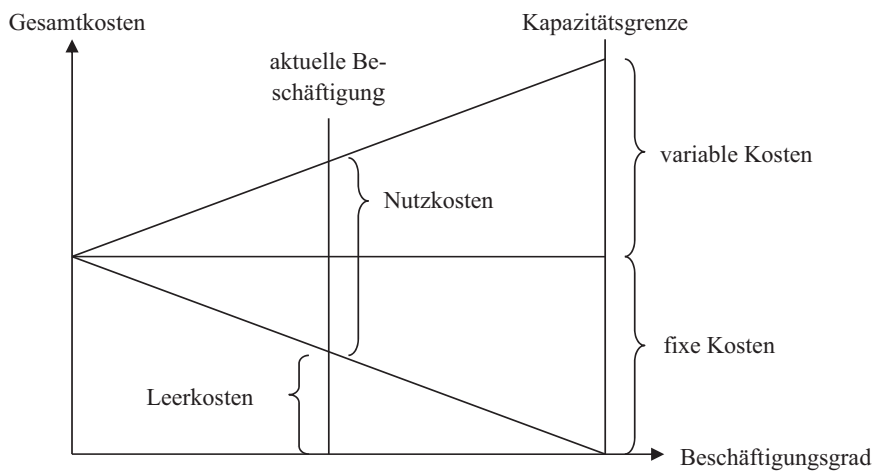 Gesamtkosten
Kapazitätsgrenze
aktuelle Be-
schäftigung
variable Kosten
Nutzkosten
fixe Kosten
Leerkosten
Beschäftigungsgrad